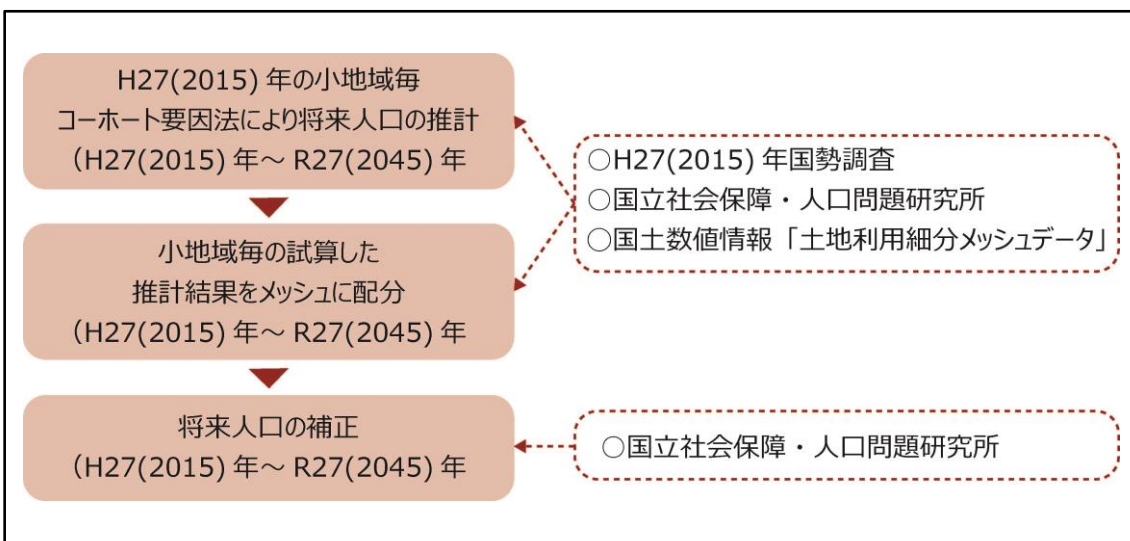 H27(2015) 年の小地域毎
コーホート要因法により将来人口の推計
（H27(2015) 年～ R27(2045) 年
小地域毎の試算した
推計結果をメッシュに配分
（H27(2015) 年～ R27(2045) 年
将来人口の補正
（H27(2015) 年～ R27(2045) 年
○H27(2015) 年国勢調査
○国立社会保障・人口問題研究所
○国土数値情報「土地利用細分メッシュデータ」
○国立社会保障・人口問題研究所